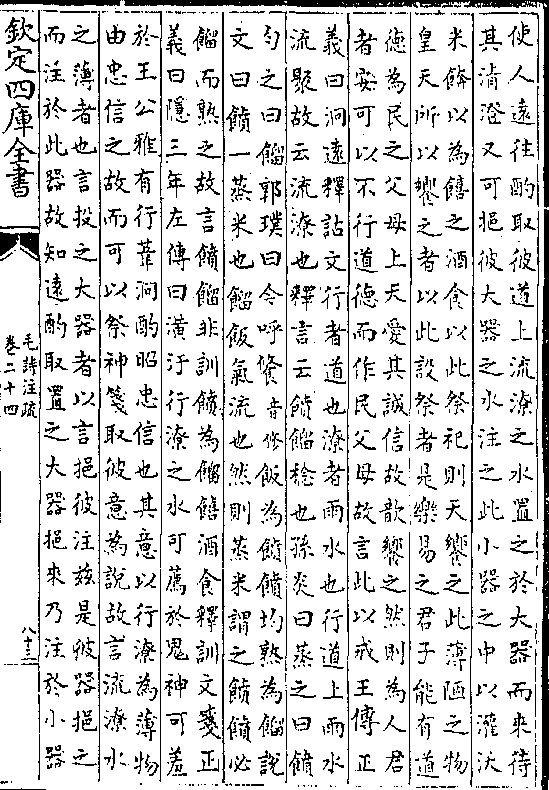 使人遠往酌取彼道上流潦之水置之於大器而來待
其清澄又可挹彼大器之水注之此小器之中以灌沃
米餴以為饎之酒食以此祭祀則天饗之此薄陋之物
皇天所以饗之者以此設祭者是樂易之君子能有道
德為民之父母上天愛其誠信故歆饗之然則為人君
者安可以不行道德而作民父母故言此以戒王傳正
義曰泂遠釋詁文行者道也潦者雨水也行道上雨水
流聚故云流潦也釋言云饙餾稔也孫炎曰蒸之曰饙
勻之曰餾郭璞曰今呼䬳音脩飯為饙饙均熟為餾說
文曰饙一蒸米也餾飯氣流也然則蒸米謂之饙饙必
餾而熟之故言饙餾非訓饙為餾饎酒食釋訓文箋正
義曰隱三年左傳曰潢汙行潦之水可薦於鬼神可羞
於王公雅有行葦泂酌昭忠信也其意以行潦為薄物
由忠信之故而可以祭神箋取彼意為說故言流潦水
之薄者也言投之大器者以言挹彼注茲是彼器挹之
而注於此器故知遠酌取置之大器挹來乃注於小器
欽定四庫全書
毛詩注疏
卷二十四
八十三